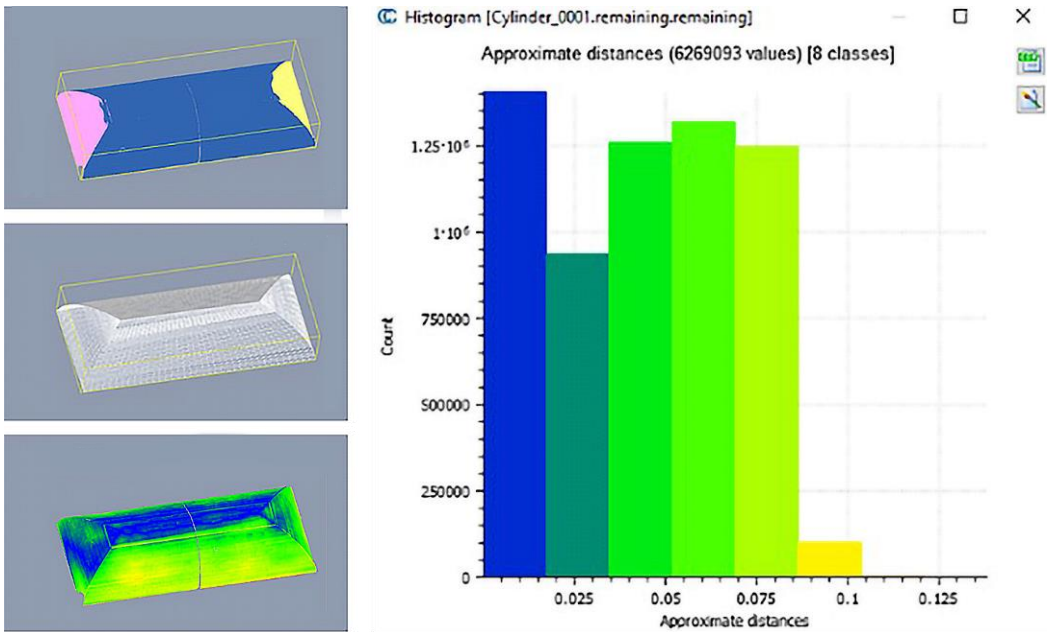 Histogram [Cylinder_0001.remaining.remaining]
Approximate distances (6269093 values) [8 classes]
1.25·10⁶
1·10⁶
750000
500000
250000
0
Count
0.025 0.05 0.075 0.1 0.125
Approximate distances